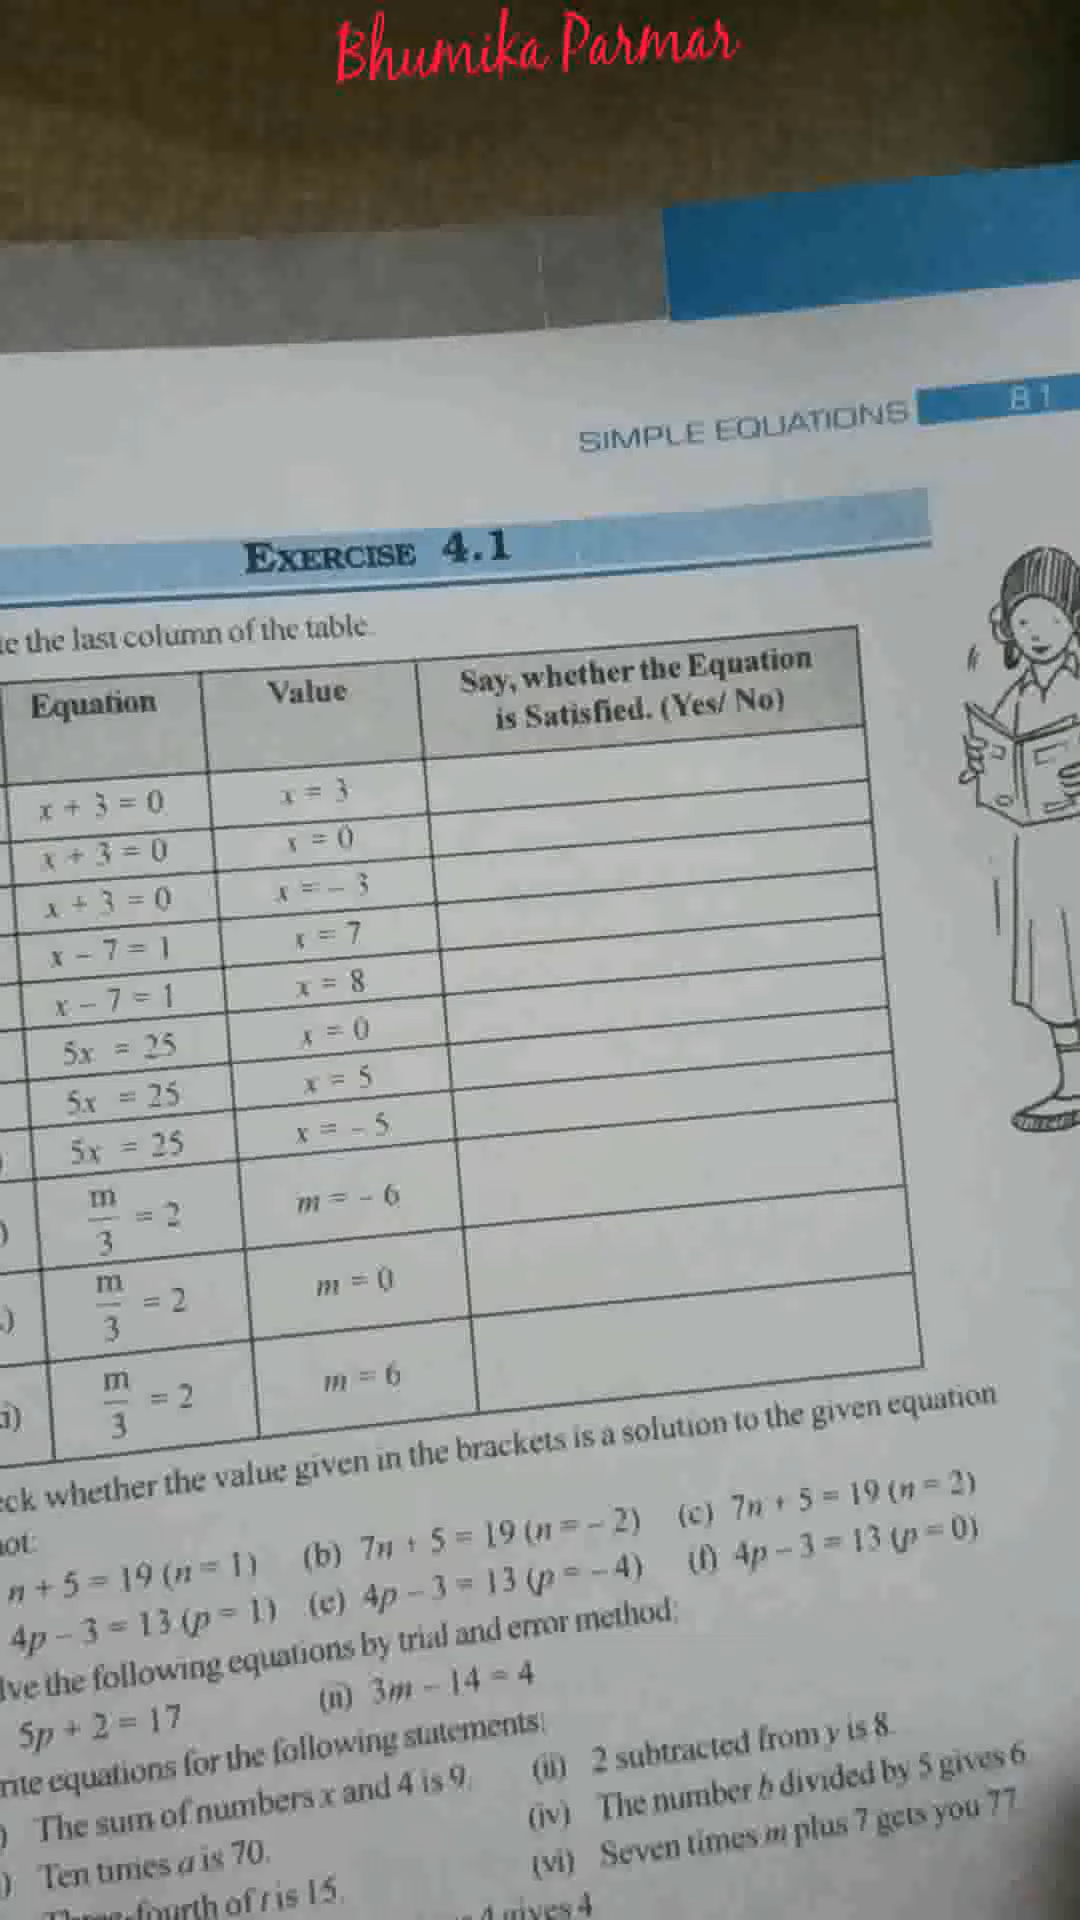 Bhumika Parmar
SIMPLE EQUATIONS 81
EXERCISE 4.1
the last column of the table.
Equation Value Say, whether the Equation is Satisfied. (Yes/ No)
x + 3 = 0 x = 3
x + 3 = 0 x = 0
x + 3 = 0 x = – 3
x – 7 = 1 x = 7
x – 7 = 1 x = 8
5x = 25 x = 0
5x = 25 x = 5
5x = 25 x = – 5
m/3 = 2 m = – 6
m/3 = 2 m = 0
m/3 = 2 m = 6
whether the value given in the brackets is a solution to the given equation
n + 5 = 19 (n = 1) (b) 7n + 5 = 19 (n = – 2) (c) 7n + 5 = 19 (n = 2)
4p – 3 = 13 (p = 1) (e) 4p – 3 = 13 (p = – 4) (f) 4p – 3 = 13 (p = 0)
the following equations by trial and error method:
5p + 2 = 17 (ii) 3m – 14 = 4
equations for the following statements:
The sum of numbers x and 4 is 9. (ii) 2 subtracted from y is 8.
Ten times a is 70. (iv) The number b divided by 5 gives 6.
fourth of t is 15. (vi) Seven times m plus 7 gets you 77.
4 gives 4